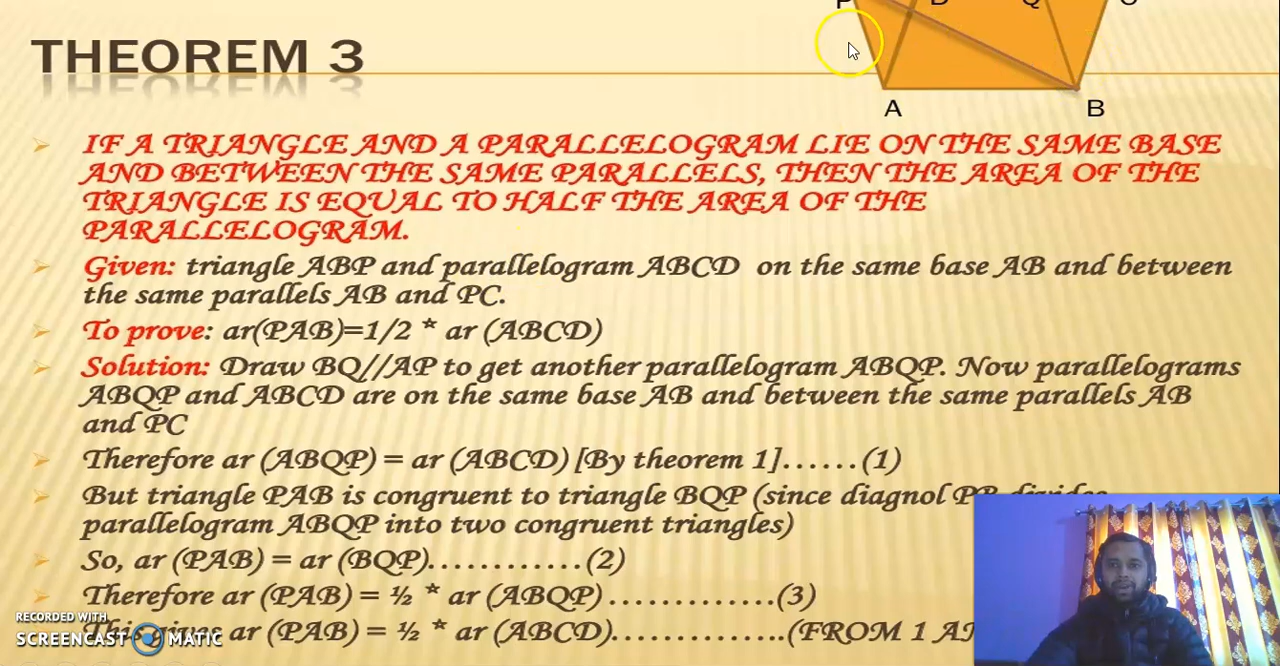 P D Q C
THEOREM 3
A B
IF A TRIANGLE AND A PARALLELOGRAM LIE ON THE SAME BASE
AND BETWEEN THE SAME PARALLELS, THEN THE AREA OF THE
TRIANGLE IS EQUAL TO HALF THE AREA OF THE
PARALLELOGRAM.
Given: triangle ABP and parallelogram ABCD on the same base AB and between
the same parallels AB and PC.
To prove: ar(PAB)=1/2 * ar (ABCD)
Solution: Draw BQ//AP to get another parallelogram ABQP. Now parallelograms
ABQP and ABCD are on the same base AB and between the same parallels AB
and PC
Therefore ar (ABQP) = ar (ABCD) [By theorem 1]......(1)
But triangle PAB is congruent to triangle BQP (since diagnol PB divides
parallelogram ABQP into two congruent triangles)
So, ar (PAB) = ar (BQP)............(2)
Therefore ar (PAB) = ½ * ar (ABQP) .............(3)
RECORDED WITH
SCREENCAST MATIC
This gives ar (PAB) = ½ * ar (ABCD).............(FROM 1